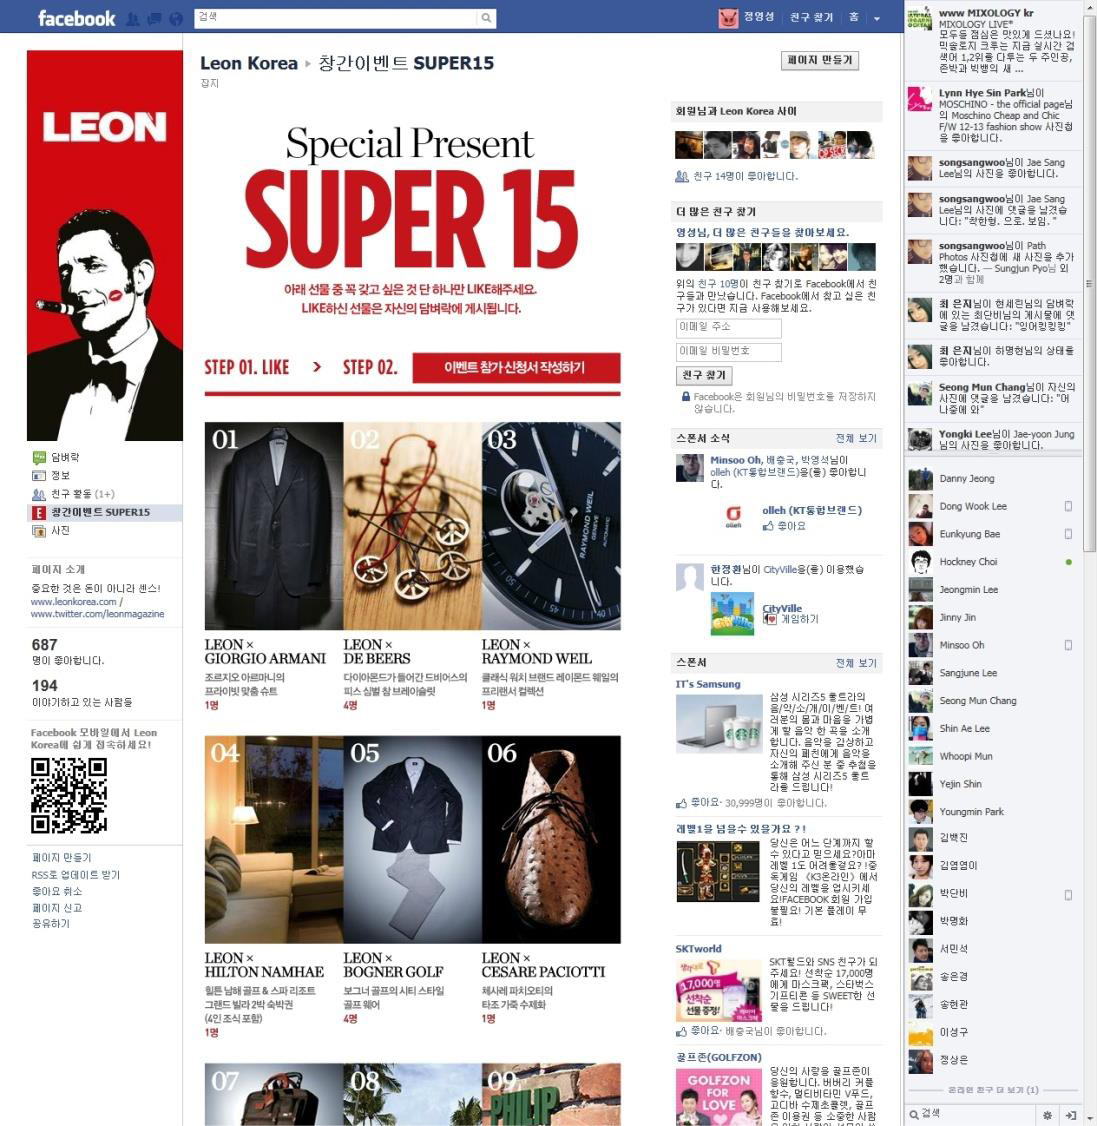 facebook
검색
정영성
친구 찾기
홈
LEON
담벼락
정보
친구 활동 (1+)
창간이벤트 SUPER15
사진
페이지 소개
중요한 것은 돈이 아니라 센스!
www.leonkorea.com /
www.twitter.com/leonmagazine
687
명이 좋아합니다.
194
이야기하고 있는 사람들
Facebook 모바일에서 Leon
Korea에 쉽게 접속하세요!
페이지 만들기
RSS로 업데이트 받기
좋아요 취소
페이지 신고
공유하기
Leon Korea ▸ 창간이벤트 SUPER15
잡지
페이지 만들기
Special Present
SUPER 15
아래 선물 중 꼭 갖고 싶은 것 단 하나만 LIKE해주세요.
LIKE하신 선물은 자신의 담벼락에 게시됩니다.
STEP 01. LIKE > STEP 02. 이벤트 참가 신청서 작성하기
01
02
03
RAYMOND WEIL
GENEVE
AUTOMATIC
LEON ×
GIORGIO ARMANI
조르지오 아르마니의
프라이빗 맞춤 슈트
1명
LEON ×
DE BEERS
다이아몬드가 들어간 드비어스의
피스 심벌 참 브레이슬릿
4명
LEON ×
RAYMOND WEIL
클래식 워치 브랜드 레이몬드 웨일의
프리랜서 컬렉션
1명
04
05
06
LEON ×
HILTON NAMHAE
힐튼 남해 골프 & 스파 리조트
그랜드 빌라 2박 숙박권
(4인 조식 포함)
1명
LEON ×
BOGNER GOLF
보그너 골프의 시티 스타일
골프 웨어
4명
LEON ×
CESARE PACIOTTI
체사레 파치오티의
타조 가죽 수제화
1명
07
08
09
PHILIP
회원님과 Leon Korea 사이
친구 14명이 좋아합니다.
더 많은 친구 찾기
영성님, 더 많은 친구들을 찾아보세요.
위의 친구 10명이 친구 찾기로 Facebook에서 친
구들과 만났습니다. Facebook에서 찾고 싶은 친
구가 있다면 지금 사용해보세요.
이메일 주소
이메일 비밀번호
친구 찾기
Facebook은 회원님의 비밀번호를 저장하지
않습니다.
스폰서 소식 전체 보기
Minsoo Oh, 배충국, 박영석님이
olleh (KT통합브랜드)을(를) 좋아합니
다.
olleh
olleh (KT통합브랜드)
좋아요
한정환님이 CityVille을(를) 이용했습
니다.
CityVille
CityVille
게임하기
스폰서 전체 보기
IT's Samsung
삼성 시리즈5 울트라의
음/악/소/개/이/벤/트! 여
러분의 몸과 마음을 가볍
게 할 음악 한 곡을 소개
합니다. 음악을 감상하고
자신의 페친에게 음악을
소개해 주신 분 중 추첨을
통해 삼성 시리즈5 울트
라를 드립니다!
좋아요 · 30,999명이 좋아합니다.
레벨1을 넘을수 있을가요?!
당신은 어느 단계까지 할
수 있다고 믿으세요?아마
레벨 1도 어려울걸요? !중
독게임 《K3온라인》에서
당신의 레벨을 업시키세
요!FACEBOOK 회원 가입
불필요! 기본 플레이 무
료!
SKTworld
17,000명
선착순
선물 증정!
SKT월드와 SNS 친구가 되
주세요! 선착순 17,000명
에게 마스크팩, 스타벅스
기프티콘 등 SWEET한 선
물을 드립니다!
좋아요 · 배충국님이 좋아합니다.
골프존(GOLFZON)
GOLFZON
FOR
LOVE
당신의 사랑을 골프존이
응원합니다. 버버리 커플
향수, 멀티비타민 V푸드,
고디바 수제초콜렛, 골프
존 이용권 등 소중한 사람
www MIXOLOGY kr
MIXOLOGY LIVE*
모두들 점심은 맛있게 드셨나요!
믹솔로지 크루는 지금 실시간 검
색어 1,2위를 다투는 두 주인공,
존박과 빅뱅의 새 ...
Lynn Hye Sin Park님이
MOSCHINO - the official page님
의 Moschino Cheap and Chic
F/W 12-13 fashion show 사진첩
을 좋아합니다.
songsangwoo님이 Jae Sang
Lee님의 사진을 좋아합니다.
songsangwoo님이 Jae Sang
Lee님의 사진에 댓글을 남겼습
니다: "착한형. 으로. 보임. "
songsangwoo님이 Path
Photos 사진첩에 새 사진을 추가
했습니다. — Sungjun Pyo님 외
2명과 함께
최 은지님이 현세린님의 담벼락
에 있는 최단비님의 게시물에 댓
글을 남겼습니다: "잉어킹킹킹"
최 은지님이 하명현님의 상태를
좋아합니다.
Seong Mun Chang님이 자신의
사진에 댓글을 남겼습니다: "어
나중에 와"
Yongki Lee님이 Jae-yoon Jung
님의 사진을 좋아합니다.
Danny Jeong
Dong Wook Lee
Eunkyung Bae
Hockney Choi
Jeongmin Lee
Jinny Jin
Minsoo Oh
Sangjune Lee
Seong Mun Chang
Shin Ae Lee
Whoopi Mun
Yejin Shin
Youngmin Park
김백진
김염염이
박단비
박명화
서민석
송은경
송현관
이성구
정상은
온라인 친구 더 보기 (1)
검색